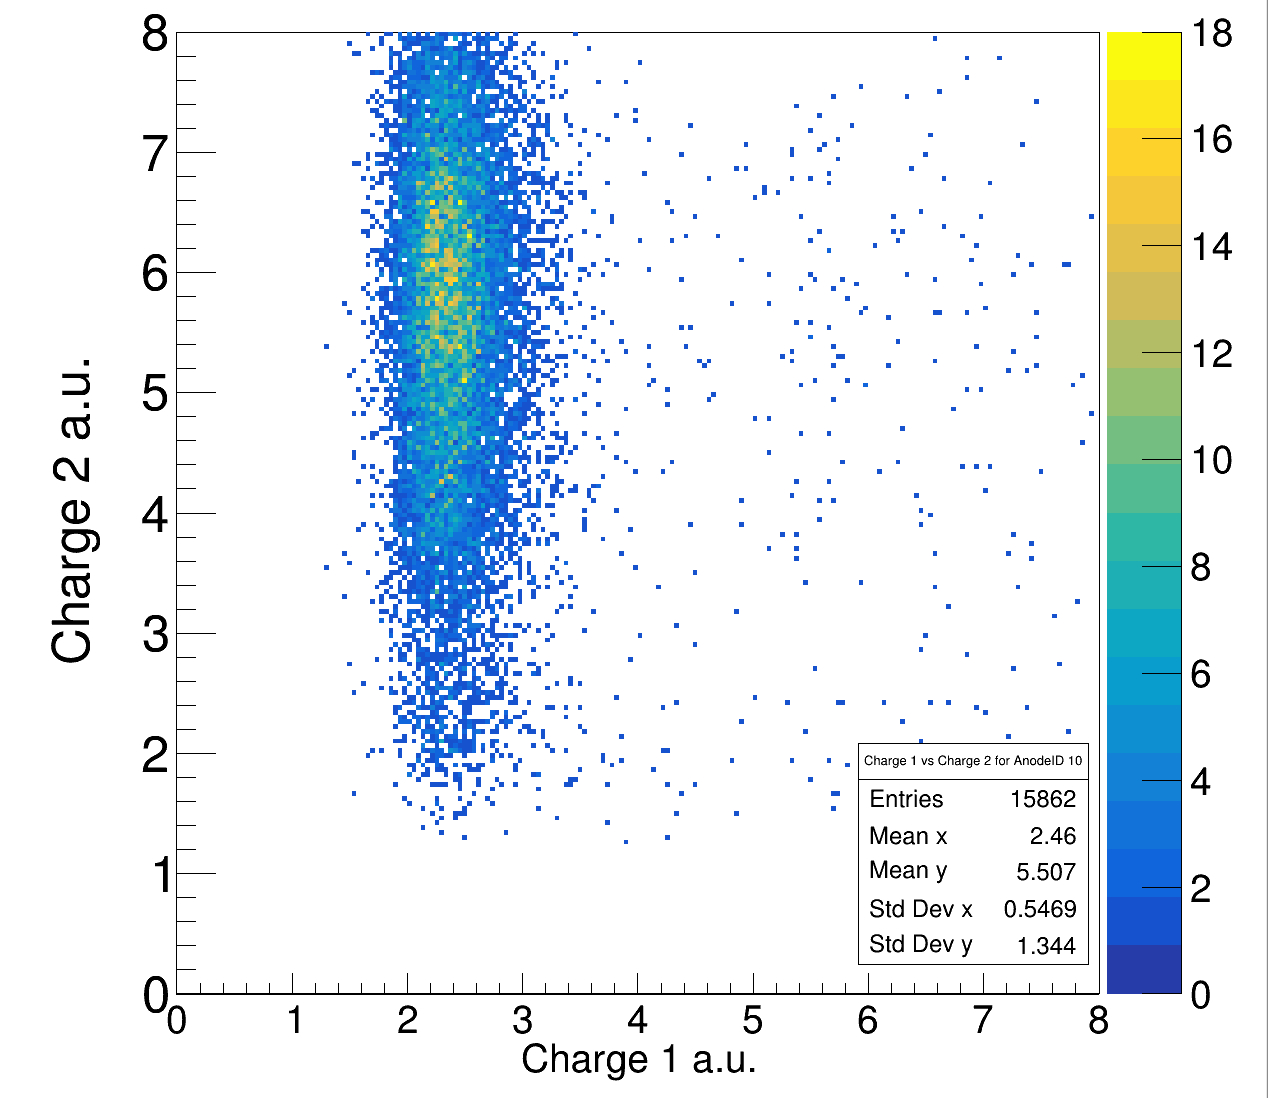 8
7
6
5
4
3
2
1
0
Charge 2 a.u.
0 1 2 3 4 5 6 7 8
Charge 1 a.u.
Charge 1 vs Charge 2 for AnodeID 10
Entries 15862
Mean x 2.46
Mean y 5.507
Std Dev x 0.5469
Std Dev y 1.344
18
16
14
12
10
8
6
4
2
0